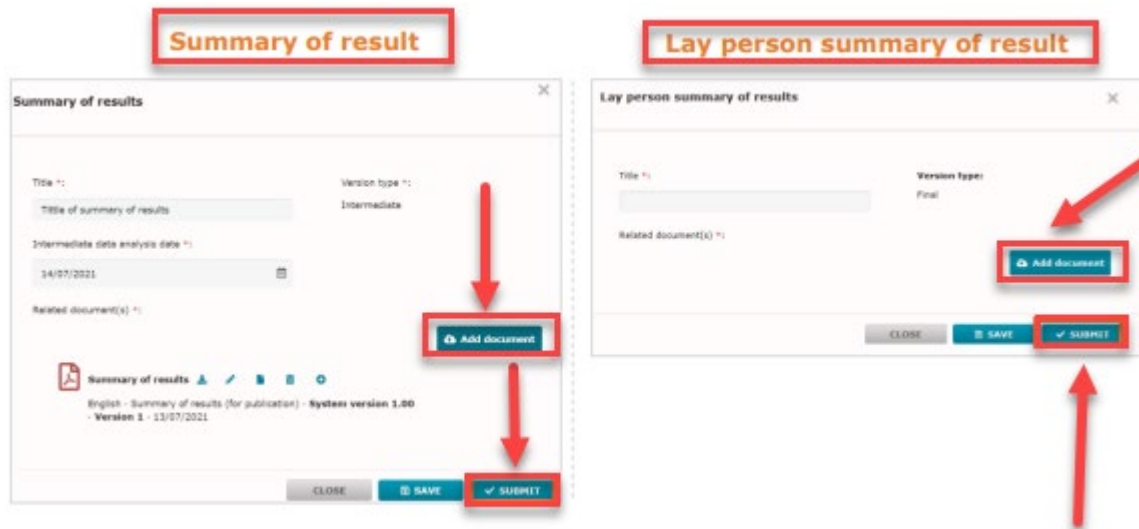 Summary of result
Summary of results
Title *:
Version type *:
Tittle of summary of results
Intermediate
Intermediate data analysis date *:
14/07/2021
Related document(s) *:
Add document
Summary of results
English - Summary of results (for publication) - System version 1.00
- Version 1 - 13/07/2021
CLOSE
SAVE
SUBMIT
Lay person summary of result
Lay person summary of results
Title *:
Version type:
Final
Related document(s) *:
Add document
CLOSE
SAVE
SUBMIT